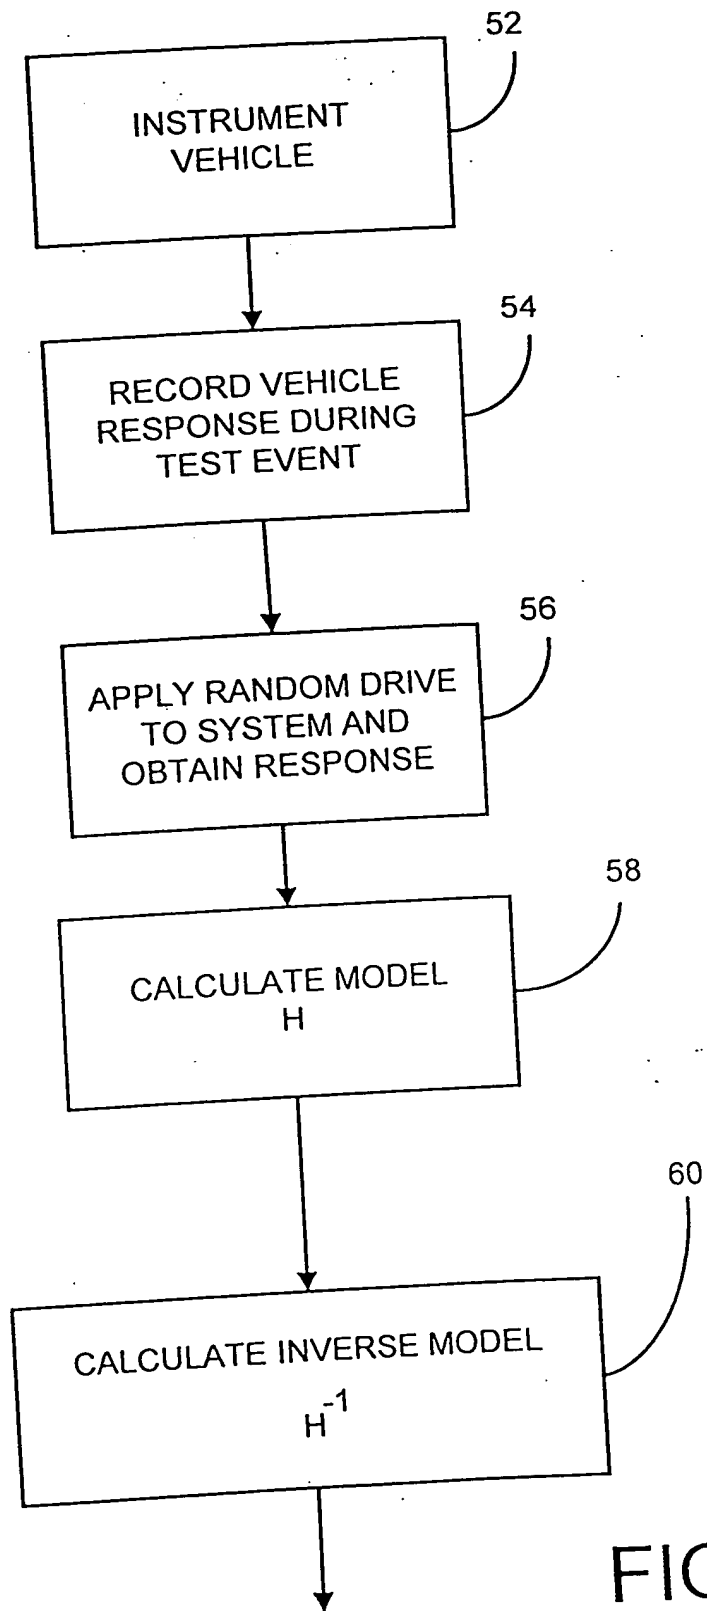 52
INSTRUMENT
VEHICLE
54
RECORD VEHICLE
RESPONSE DURING
TEST EVENT
56
APPLY RANDOM DRIVE
TO SYSTEM AND
OBTAIN RESPONSE
58
CALCULATE MODEL
H
60
CALCULATE INVERSE MODEL
H⁻¹